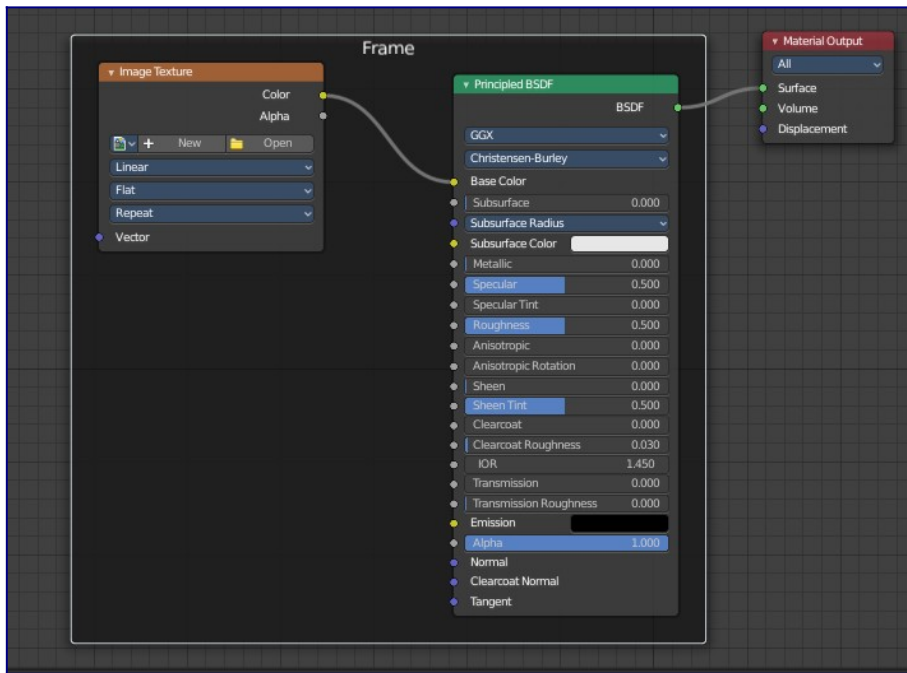 Frame
Image Texture
Color
Alpha
New Open
Linear
Flat
Repeat
Vector
Principled BSDF
BSDF
GGX
Christensen-Burley
Base Color
Subsurface 0.000
Subsurface Radius
Subsurface Color
Metallic 0.000
Specular 0.500
Specular Tint 0.000
Roughness 0.500
Anisotropic 0.000
Anisotropic Rotation 0.000
Sheen 0.000
Sheen Tint 0.500
Clearcoat 0.000
Clearcoat Roughness 0.030
IOR 1.450
Transmission 0.000
Transmission Roughness 0.000
Emission
Alpha 1.000
Normal
Clearcoat Normal
Tangent
Material Output
All
Surface
Volume
Displacement